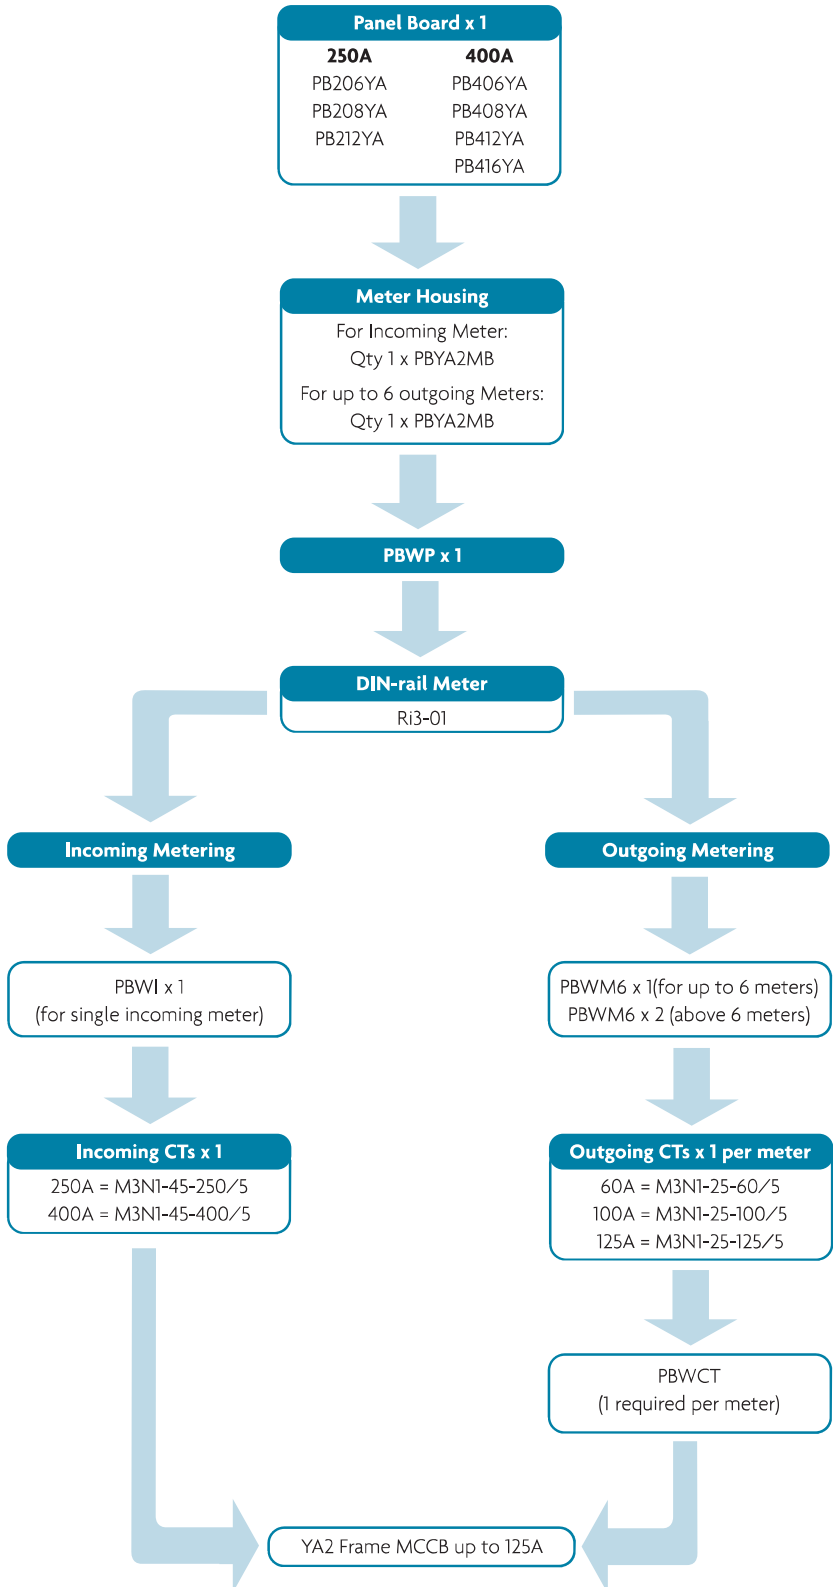 Panel Board x 1
250A 400A
PB206YA PB406YA
PB208YA PB408YA
PB212YA PB412YA
PB416YA
Meter Housing
For Incoming Meter:
Qty 1 x PBYA2MB
For up to 6 outgoing Meters:
Qty 1 x PBYA2MB
PBWP x 1
DIN-rail Meter
Ri3-01
Incoming Metering
Outgoing Metering
PBWI x 1
(for single incoming meter)
PBWM6 x 1(for up to 6 meters)
PBWM6 x 2 (above 6 meters)
Incoming CTs x 1
250A = M3N1-45-250/5
400A = M3N1-45-400/5
Outgoing CTs x 1 per meter
60A = M3N1-25-60/5
100A = M3N1-25-100/5
125A = M3N1-25-125/5
PBWCT
(1 required per meter)
YA2 Frame MCCB up to 125A